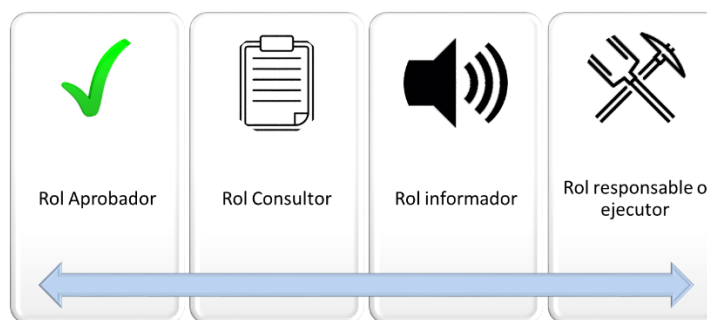 Rol Aprobador
Rol Consultor
Rol informador
Rol responsable o
ejecutor